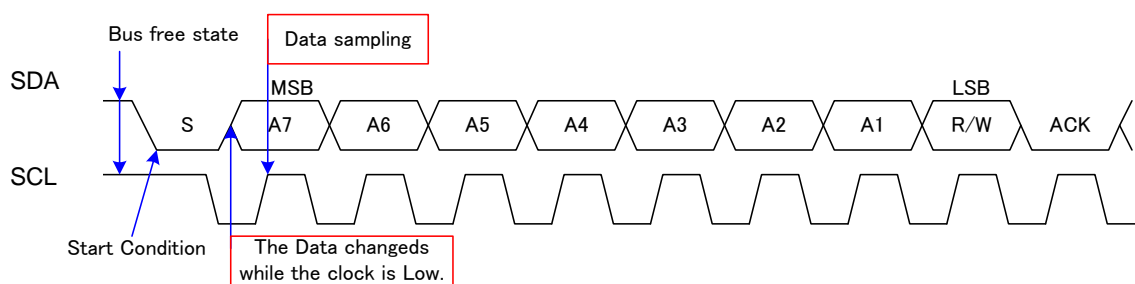 Bus free state
Data sampling
SDA
MSB
LSB
S
A7
A6
A5
A4
A3
A2
A1
R/W
ACK
SCL
Start Condition
The Data changeds
while the clock is Low.